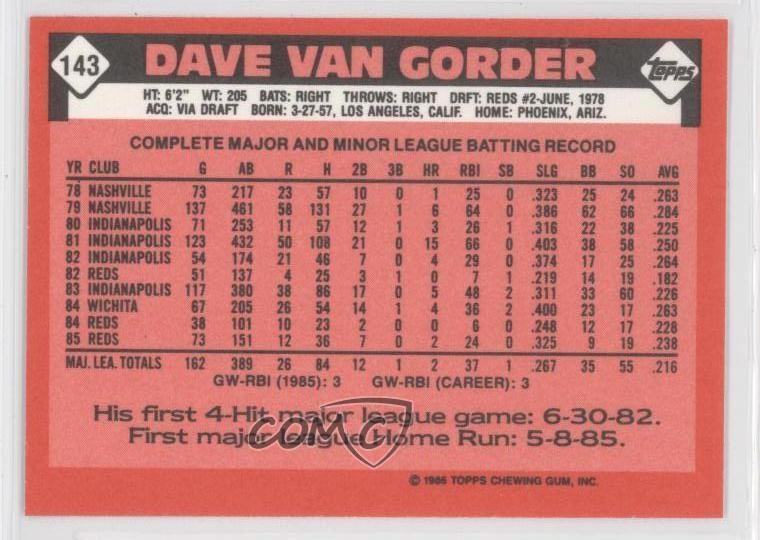 143 DAVE VAN GORDER topps
HT: 6'2" WT: 205 BATS: RIGHT THROWS: RIGHT DRFT: REDS #2-JUNE, 1978
ACQ: VIA DRAFT BORN: 3-27-57, LOS ANGELES, CALIF. HOME: PHOENIX, ARIZ.
COMPLETE MAJOR AND MINOR LEAGUE BATTING RECORD
YR CLUB G AB R H 2B 3B HR RBI SB SLG BB SO AVG
78 NASHVILLE 73 217 23 57 10 0 1 25 0 .323 25 24 .263
79 NASHVILLE 137 461 58 131 27 1 6 64 0 .386 62 66 .284
80 INDIANAPOLIS 71 253 11 57 12 1 3 26 1 .316 22 38 .225
81 INDIANAPOLIS 123 432 50 108 21 0 15 66 0 .403 38 58 .250
82 INDIANAPOLIS 54 174 21 46 7 0 4 29 0 .374 17 25 .264
82 REDS 51 137 4 25 3 1 0 7 1 .219 14 19 .182
83 INDIANAPOLIS 117 380 38 86 17 0 5 48 2 .311 33 60 .226
84 WICHITA 67 205 26 54 14 1 4 36 2 .400 23 17 .263
84 REDS 38 101 10 23 2 0 0 6 0 .248 12 17 .228
85 REDS 73 151 12 36 7 0 2 24 0 .325 9 19 .238
MAJ. LEA. TOTALS 162 389 26 84 12 1 2 37 1 .267 35 55 .216
GW-RBI (1985): 3 GW-RBI (CAREER): 3
His first 4-Hit major league game: 6-30-82.
First major league Home Run: 5-8-85.
COMC
© 1986 TOPPS CHEWING GUM, INC.